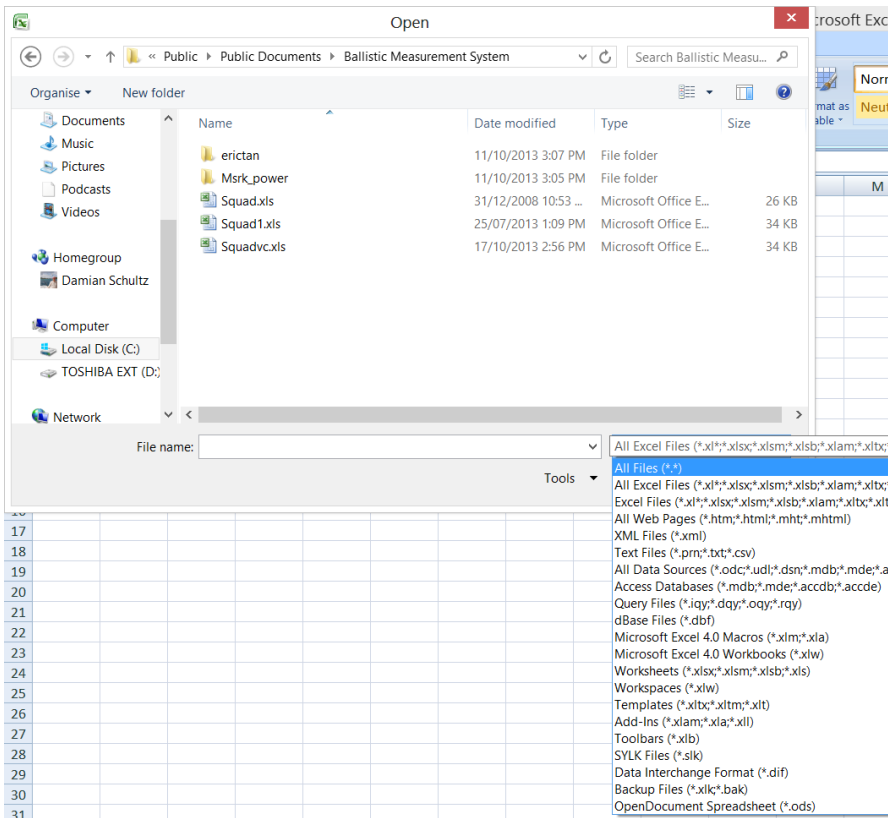 Open
crosoft Exc
« Public Public Documents Ballistic Measurement System
Search Ballistic Measu...
Organise New folder
Norr
mat as
able
Neut
Documents
Music
Pictures
Podcasts
Videos
Homegroup
Damian Schultz
Computer
Local Disk (C:)
TOSHIBA EXT (D:)
Network
Name Date modified Type Size
erictan 11/10/2013 3:07 PM File folder
Msrk_power 11/10/2013 3:05 PM File folder
Squad.xls 31/12/2008 10:53 ... Microsoft Office E... 26 KB
Squad1.xls 25/07/2013 1:09 PM Microsoft Office E... 34 KB
Squadvc.xls 17/10/2013 2:56 PM Microsoft Office E... 34 KB
M
File name:
All Excel Files (*.xl*;*.xlsx;*.xlsm;*.xlsb;*.xlam;*.xltx;*
Tools
All Files (*.*)
All Excel Files (*.xl*;*.xlsx;*.xlsm;*.xlsb;*.xlam;*.xltx;*
Excel Files (*.xl*;*.xlsx;*.xlsm;*.xlsb;*.xlam;*.xltx;*.xlt
All Web Pages (*.htm;*.html;*.mht;*.mhtml)
XML Files (*.xml)
Text Files (*.prn;*.txt;*.csv)
All Data Sources (*.odc;*.udl;*.dsn;*.mdb;*.mde;*.a
Access Databases (*.mdb;*.mde;*.accdb;*.accde)
Query Files (*.iqy;*.dqy;*.oqy;*.rqy)
dBase Files (*.dbf)
Microsoft Excel 4.0 Macros (*.xlm;*.xla)
Microsoft Excel 4.0 Workbooks (*.xlw)
Worksheets (*.xlsx;*.xlsm;*.xlsb;*.xls)
Workspaces (*.xlw)
Templates (*.xltx;*.xltm;*.xlt)
Add-Ins (*.xlam;*.xla;*.xll)
Toolbars (*.xlb)
SYLK Files (*.slk)
Data Interchange Format (*.dif)
Backup Files (*.xlk;*.bak)
OpenDocument Spreadsheet (*.ods)
17
18
19
20
21
22
23
24
25
26
27
28
29
30
31